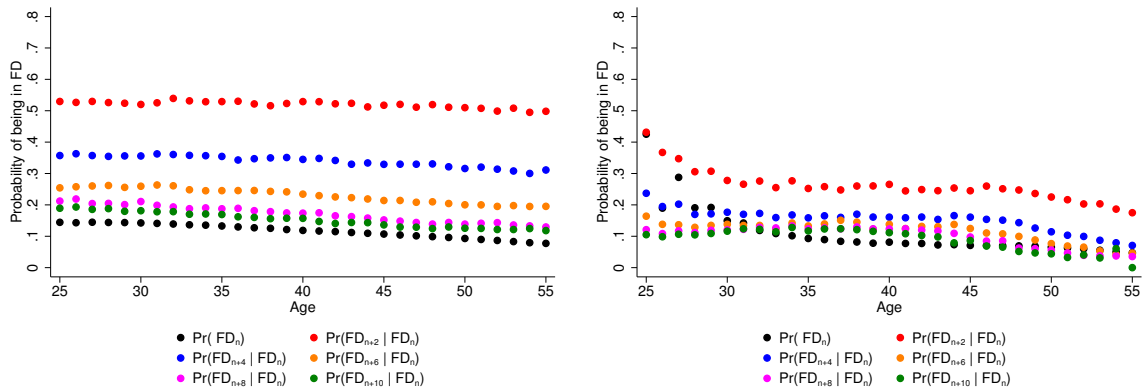 Probability of being in FD
.8
.7
.6
.5
.4
.3
.2
.1
0
25 30 35 40 45 50 55
Age
Pr( FDₙ) Pr(FDₙ₊₂ | FDₙ)
Pr(FDₙ₊₄ | FDₙ) Pr(FDₙ₊₆ | FDₙ)
Pr(FDₙ₊₈ | FDₙ) Pr(FDₙ₊₁₀ | FDₙ)
Probability of being in FD
.8
.7
.6
.5
.4
.3
.2
.1
0
25 30 35 40 45 50 55
Age
Pr( FDₙ) Pr(FDₙ₊₂ | FDₙ)
Pr(FDₙ₊₄ | FDₙ) Pr(FDₙ₊₆ | FDₙ)
Pr(FDₙ₊₈ | FDₙ) Pr(FDₙ₊₁₀ | FDₙ)